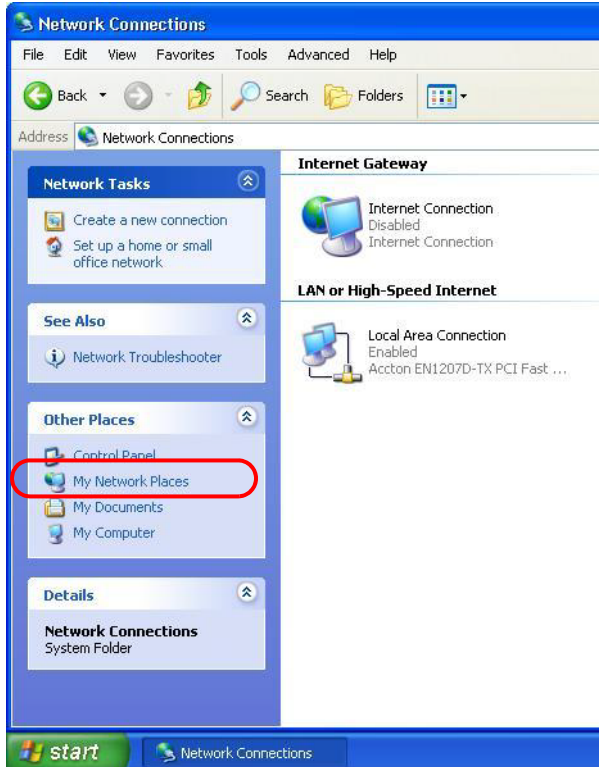 Network Connections
File Edit View Favorites Tools Advanced Help
Back Search Folders
Address Network Connections
Network Tasks
Create a new connection
Set up a home or small
office network
See Also
Network Troubleshooter
Other Places
Control Panel
My Network Places
My Documents
My Computer
Details
Network Connections
System Folder
Internet Gateway
Internet Connection
Disabled
Internet Connection
LAN or High-Speed Internet
Local Area Connection
Enabled
Accton EN1207D-TX PCI Fast ...
start Network Connections